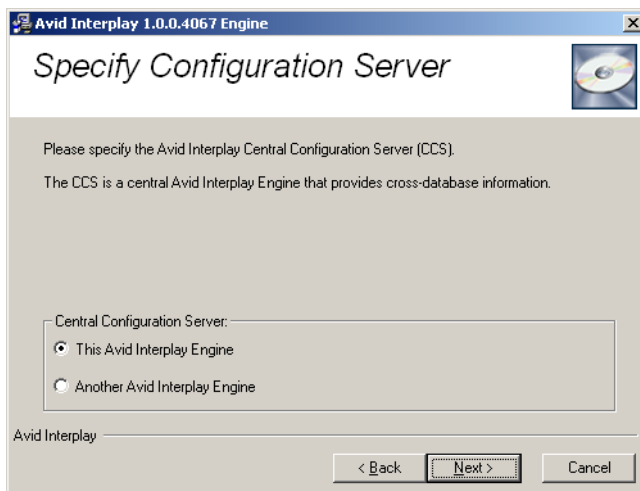 Avid Interplay 1.0.0.4067 Engine
Specify Configuration Server
Please specify the Avid Interplay Central Configuration Server (CCS).
The CCS is a central Avid Interplay Engine that provides cross-database information.
Central Configuration Server:
This Avid Interplay Engine
Another Avid Interplay Engine
Avid Interplay
< Back Next > Cancel